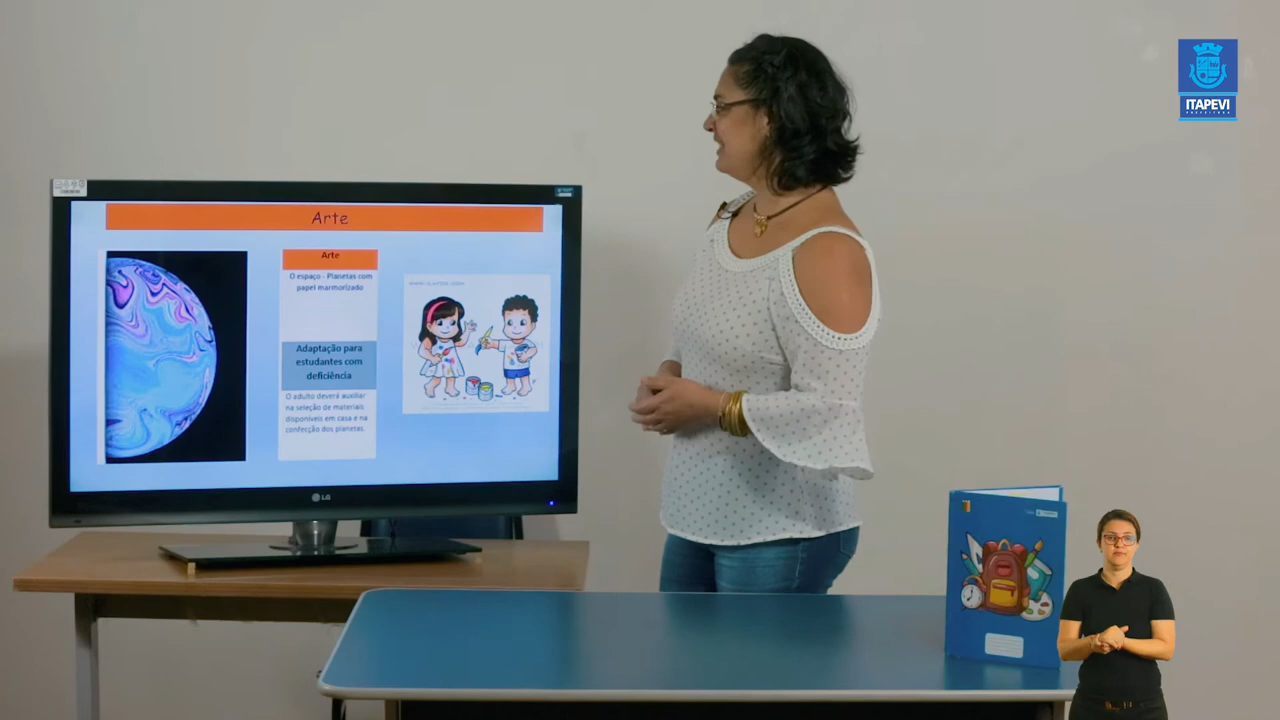 Arte
Arte
O espaço - Planetas com
papel marmorizado
Adaptação para
estudantes com
deficiência
O adulto deverá auxiliar
na seleção de materiais
disponíveis em casa e na
confecção dos planetas.
LG
ITAPEVI
PREFEITURA